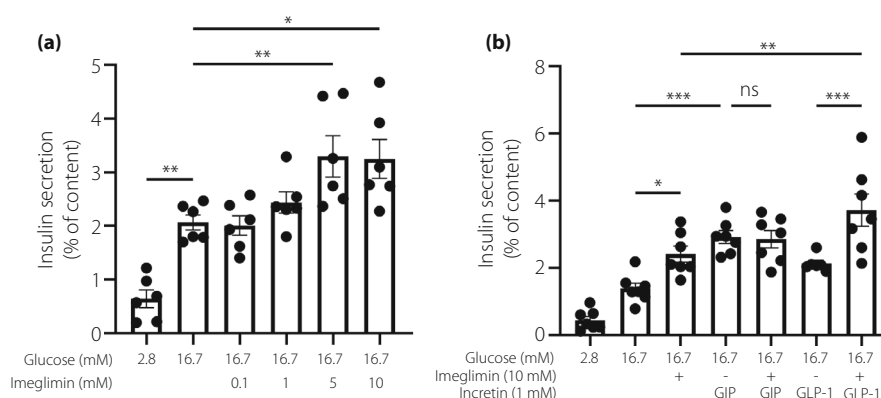 (a)
*
**
**
5
4
3
2
1
0
Insulin secretion
(% of content)
Glucose (mM) 2.8 16.7 16.7 16.7 16.7 16.7
Imeglimin (mM) 0.1 1 5 10
(b)
**
*** ns ***
*
8
6
4
2
0
Insulin secretion
(% of content)
Glucose (mM) 2.8 16.7 16.7 16.7 16.7 16.7 16.7
Imeglimin (10 mM) + - + - +
Incretin (1 mM) GIP GIP GLP-1 GLP-1